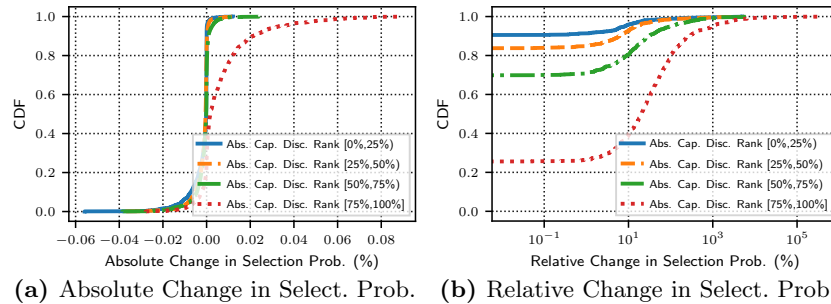 1.0
0.8
0.6
0.4
0.2
0.0
CDF
Abs. Cap. Disc. Rank [0%,25%)
Abs. Cap. Disc. Rank [25%,50%)
Abs. Cap. Disc. Rank [50%,75%)
Abs. Cap. Disc. Rank [75%,100%]
−0.06 −0.04 −0.02 0.00 0.02 0.04 0.06 0.08
Absolute Change in Selection Prob. (%)
(a) Absolute Change in Select. Prob.
1.0
0.8
0.6
0.4
0.2
0.0
CDF
Abs. Cap. Disc. Rank [0%,25%)
Abs. Cap. Disc. Rank [25%,50%)
Abs. Cap. Disc. Rank [50%,75%)
Abs. Cap. Disc. Rank [75%,100%]
10⁻¹ 10¹ 10³ 10⁵
Relative Change in Selection Prob. (%)
(b) Relative Change in Select. Prob